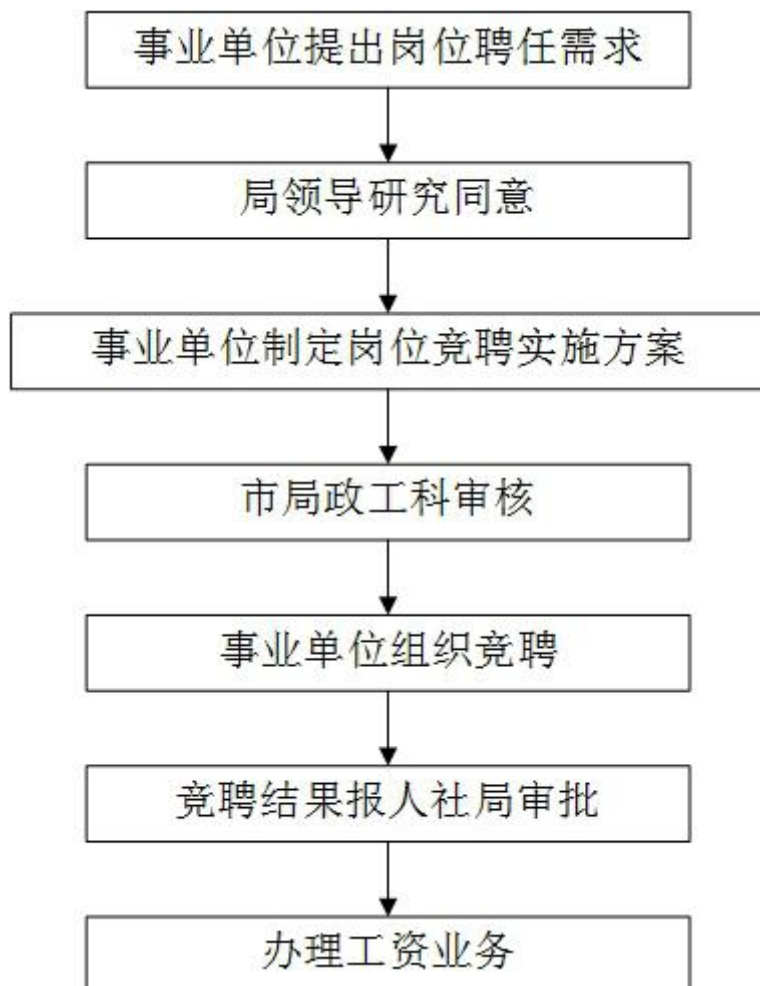 事业单位提出岗位聘任需求
局领导研究同意
事业单位制定岗位竞聘实施方案
市局政工科审核
事业单位组织竞聘
竞聘结果报人社局审批
办理工资业务